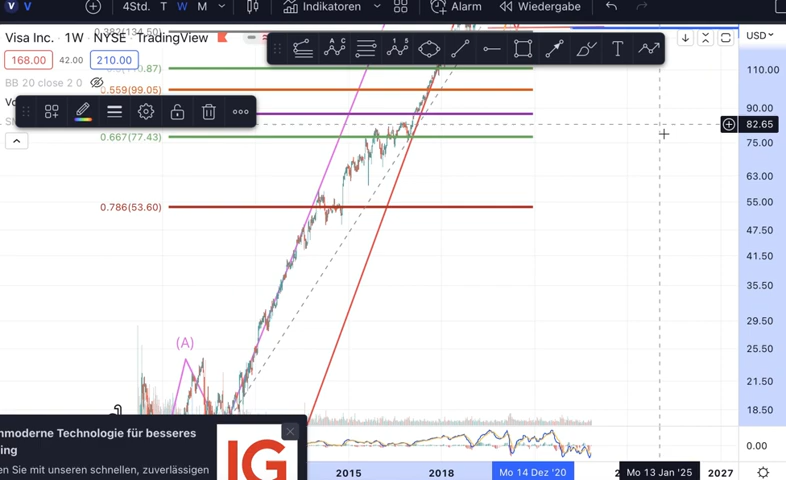 V V 4Std. T W M Indikatoren Alarm Wiedergabe
Visa Inc. · 1W · NYSE · TradingView
168.00 42.00 210.00
BB 20 close 2 0
USD
110.00
0.559(99.05)
90.00
82.65
0.667(77.43)
75.00
63.00
0.786(53.60)
55.00
47.50
41.50
35.50
29.50
(A)
25.50
21.50
18.50
nmoderne Technologie für besseres
ing
en Sie mit unseren schnellen, zuverlässigen
IG
0.00
2015 2018 Mo 14 Dez '20 Mo 13 Jan '25 2027